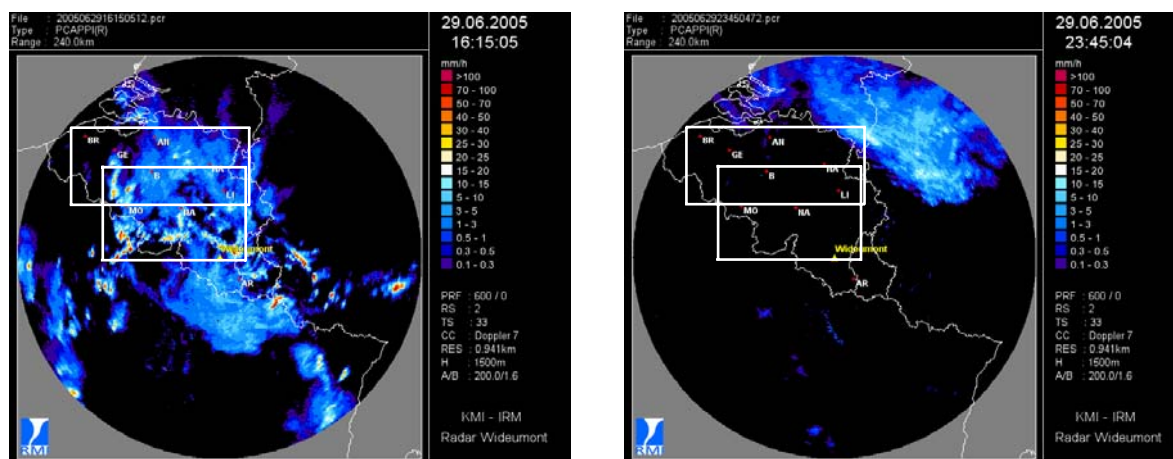 File : 2005062916150512.pcr
Type : PCAPPI(R)
Range : 240.0km
29.06.2005
16:15:05
mm/h
>100
70 - 100
50 - 70
40 - 50
30 - 40
25 - 30
20 - 25
15 - 20
10 - 15
5 - 10
3 - 5
1 - 3
0.5 - 1
0.3 - 0.5
0.1 - 0.3
BR
AN
GE
B
HA
LI
MO
NA
Wideumont
AR
PRF : 600 / 0
RS : 2
TS : 33
CC : Doppler 7
RES : 0.941km
H : 1500m
A/B : 200.0/1.6
KMI - IRM
Radar Wideumont
RMI
File : 2005062923450472.pcr
Type : PCAPPI(R)
Range : 240.0km
29.06.2005
23:45:04
mm/h
>100
70 - 100
50 - 70
40 - 50
30 - 40
25 - 30
20 - 25
15 - 20
10 - 15
5 - 10
3 - 5
1 - 3
0.5 - 1
0.3 - 0.5
0.1 - 0.3
BR
AN
GE
B
HA
LI
MO
NA
Wideumont
AR
PRF : 600 / 0
RS : 2
TS : 33
CC : Doppler 7
RES : 0.941km
H : 1500m
A/B : 200.0/1.6
KMI - IRM
Radar Wideumont
RMI